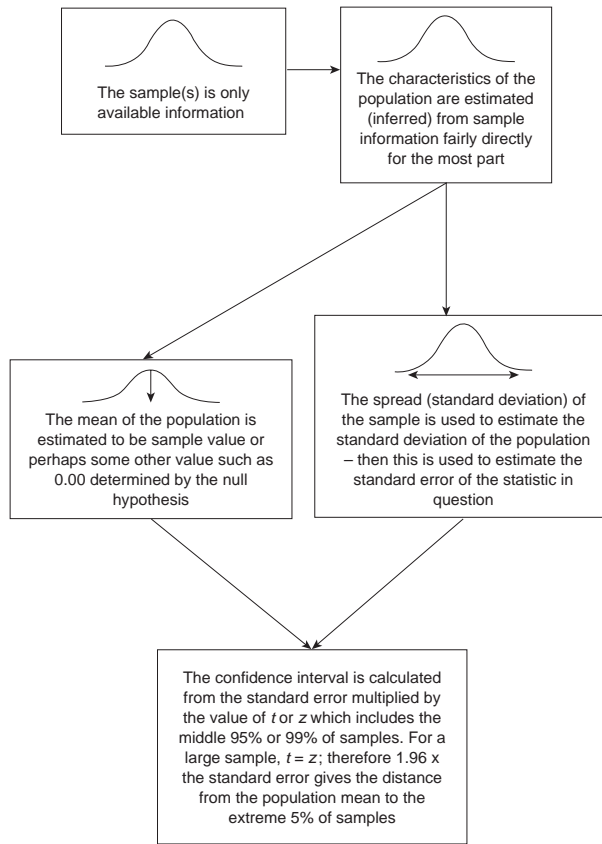 The sample(s) is only
available information
The characteristics of the
population are estimated
(inferred) from sample
information fairly directly
for the most part
The mean of the population is
estimated to be sample value or
perhaps some other value such as
0.00 determined by the null
hypothesis
The spread (standard deviation) of
the sample is used to estimate the
standard deviation of the population
– then this is used to estimate the
standard error of the statistic in
question
The confidence interval is calculated
from the standard error multiplied by
the value of t or z which includes the
middle 95% or 99% of samples. For a
large sample, t = z; therefore 1.96 x
the standard error gives the distance
from the population mean to the
extreme 5% of samples